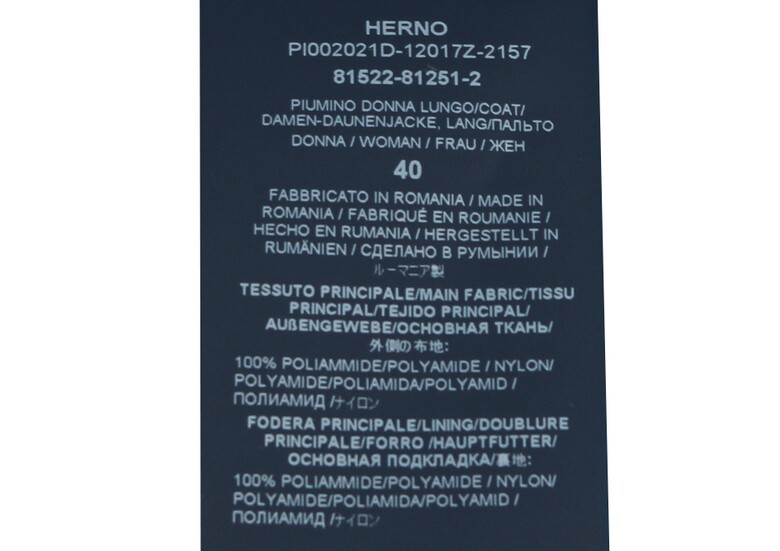 HERNO
PI002021D-12017Z-2157
81522-81251-2
PIUMINO DONNA LUNGO/COAT/
DAMEN-DAUNENJACKE, LANG/ПАЛЬТО
DONNA / WOMAN / FRAU / ЖЕН
40
FABBRICATO IN ROMANIA / MADE IN
ROMANIA / FABRIQUÉ EN ROUMANIE /
HECHO EN RUMANIA / HERGESTELLT IN
RUMÄNIEN / СДЕЛАНО В РУМЫНИИ /
ルーマニア製
TESSUTO PRINCIPALE/MAIN FABRIC/TISSU
PRINCIPAL/TEJIDO PRINCIPAL/
AUßENGEWEBE/ОСНОВНАЯ ТКАНЬ/
外側の布地:
100% POLIAMMIDE/POLYAMIDE / NYLON/
POLYAMIDE/POLIAMIDA/POLYAMID /
ПОЛИАМИД /ナイロン
FODERA PRINCIPALE/LINING/DOUBLURE
PRINCIPALE/FORRO /HAUPTFUTTER/
ОСНОВНАЯ ПОДКЛАДКА/裏地:
100% POLIAMMIDE/POLYAMIDE / NYLON/
POLYAMIDE/POLIAMIDA/POLYAMID /
ПОЛИАМИД /ナイロン